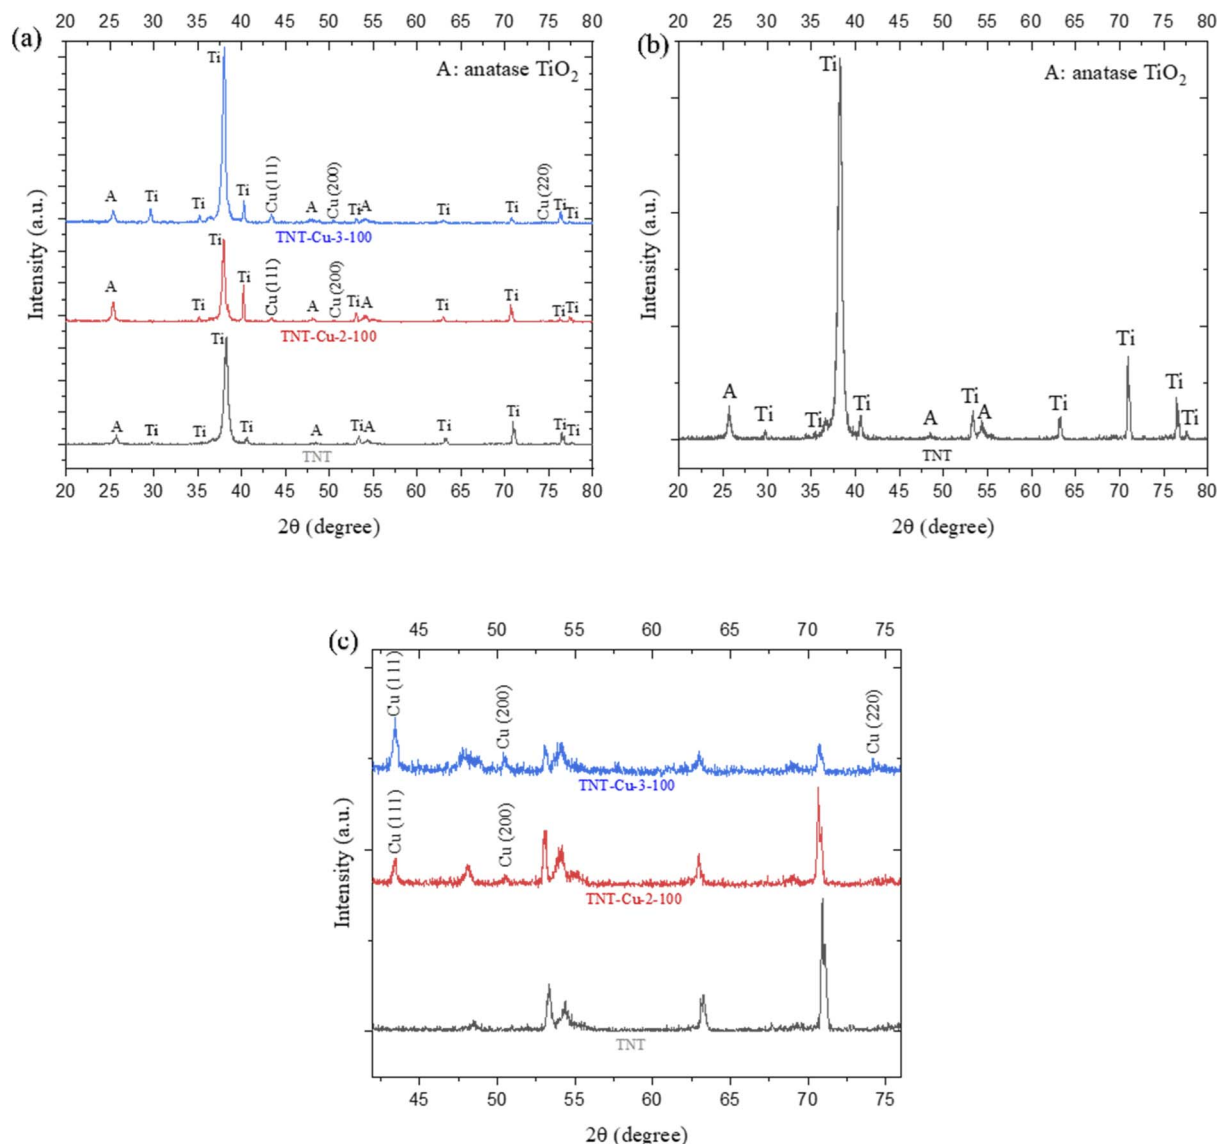 (a)
20 25 30 35 40 45 50 55 60 65 70 75 80
A: anatase TiO2
Intensity (a.u.)
Ti
A Ti Ti Ti Cu (111) A Cu (200) Ti A Ti Ti Cu (220) Ti Ti
TNT-Cu-3-100
Ti
A Ti Ti Cu (111) A Cu (200) Ti A Ti Ti Ti Ti
TNT-Cu-2-100
Ti
A Ti Ti Ti A Ti A Ti Ti Ti Ti
TNT
20 25 30 35 40 45 50 55 60 65 70 75 80
2θ (degree)
(b)
20 25 30 35 40 45 50 55 60 65 70 75 80
A: anatase TiO2
Intensity (a.u.)
Ti
A Ti Ti Ti A Ti A Ti Ti Ti Ti
TNT
20 25 30 35 40 45 50 55 60 65 70 75 80
2θ (degree)
(c)
45 50 55 60 65 70 75
Intensity (a.u.)
Cu (111) Cu (200) Cu (220)
TNT-Cu-3-100
Cu (111) Cu (200)
TNT-Cu-2-100
TNT
45 50 55 60 65 70 75
2θ (degree)